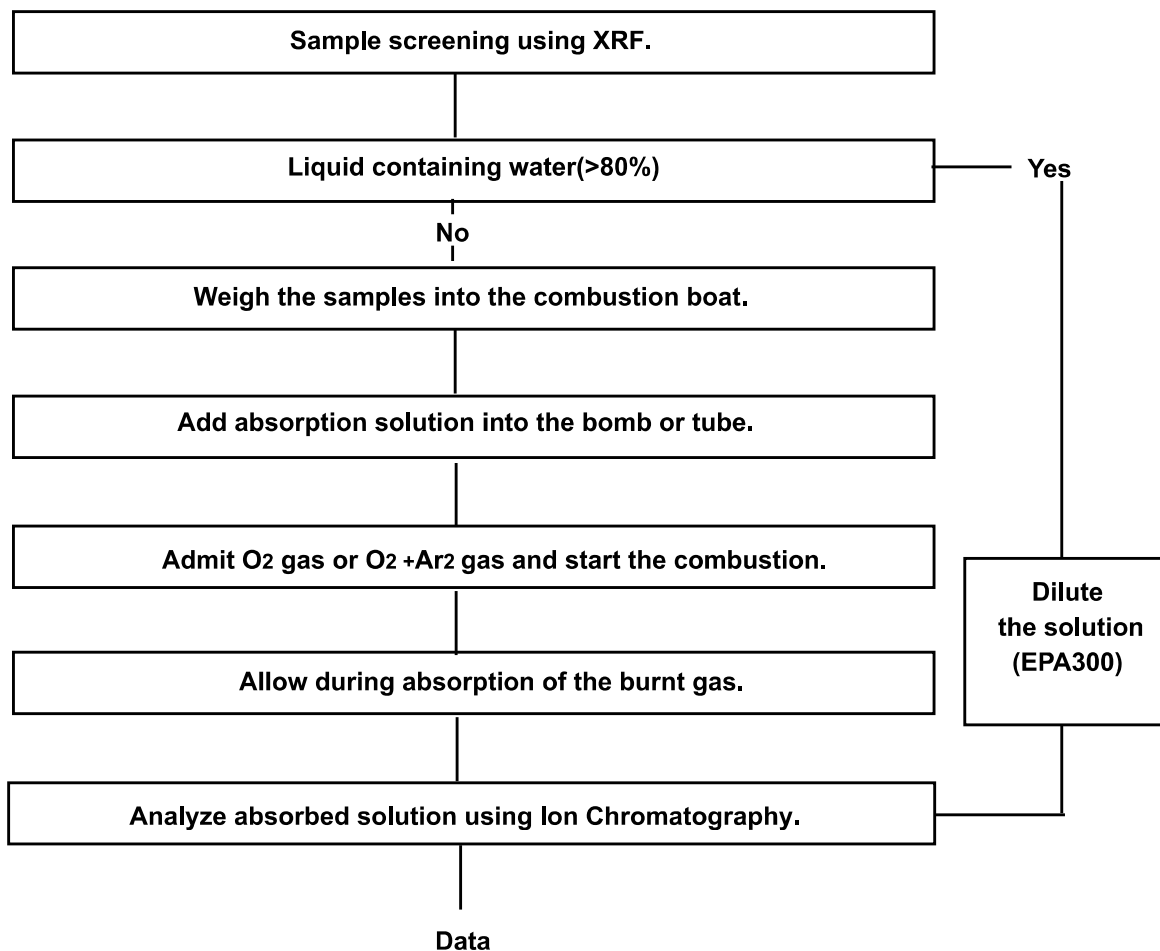 Sample screening using XRF.
Liquid containing water(>80%)
Yes
No
Weigh the samples into the combustion boat.
Add absorption solution into the bomb or tube.
Admit O2 gas or O2 +Ar2 gas and start the combustion.
Dilute
the solution
(EPA300)
Allow during absorption of the burnt gas.
Analyze absorbed solution using Ion Chromatography.
Data